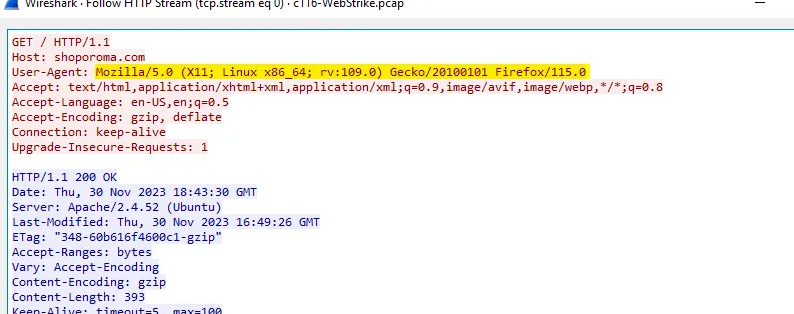 Wireshark · Follow HTTP Stream (tcp.stream eq 0) · c116-WebStrike.pcap
GET / HTTP/1.1
Host: shoporoma.com
User-Agent: Mozilla/5.0 (X11; Linux x86_64; rv:109.0) Gecko/20100101 Firefox/115.0
Accept: text/html,application/xhtml+xml,application/xml;q=0.9,image/avif,image/webp,*/*;q=0.8
Accept-Language: en-US,en;q=0.5
Accept-Encoding: gzip, deflate
Connection: keep-alive
Upgrade-Insecure-Requests: 1
HTTP/1.1 200 OK
Date: Thu, 30 Nov 2023 18:43:30 GMT
Server: Apache/2.4.52 (Ubuntu)
Last-Modified: Thu, 30 Nov 2023 16:49:26 GMT
ETag: "348-60b616f4600c1-gzip"
Accept-Ranges: bytes
Vary: Accept-Encoding
Content-Encoding: gzip
Content-Length: 393
Keep-Alive: timeout=5, max=100